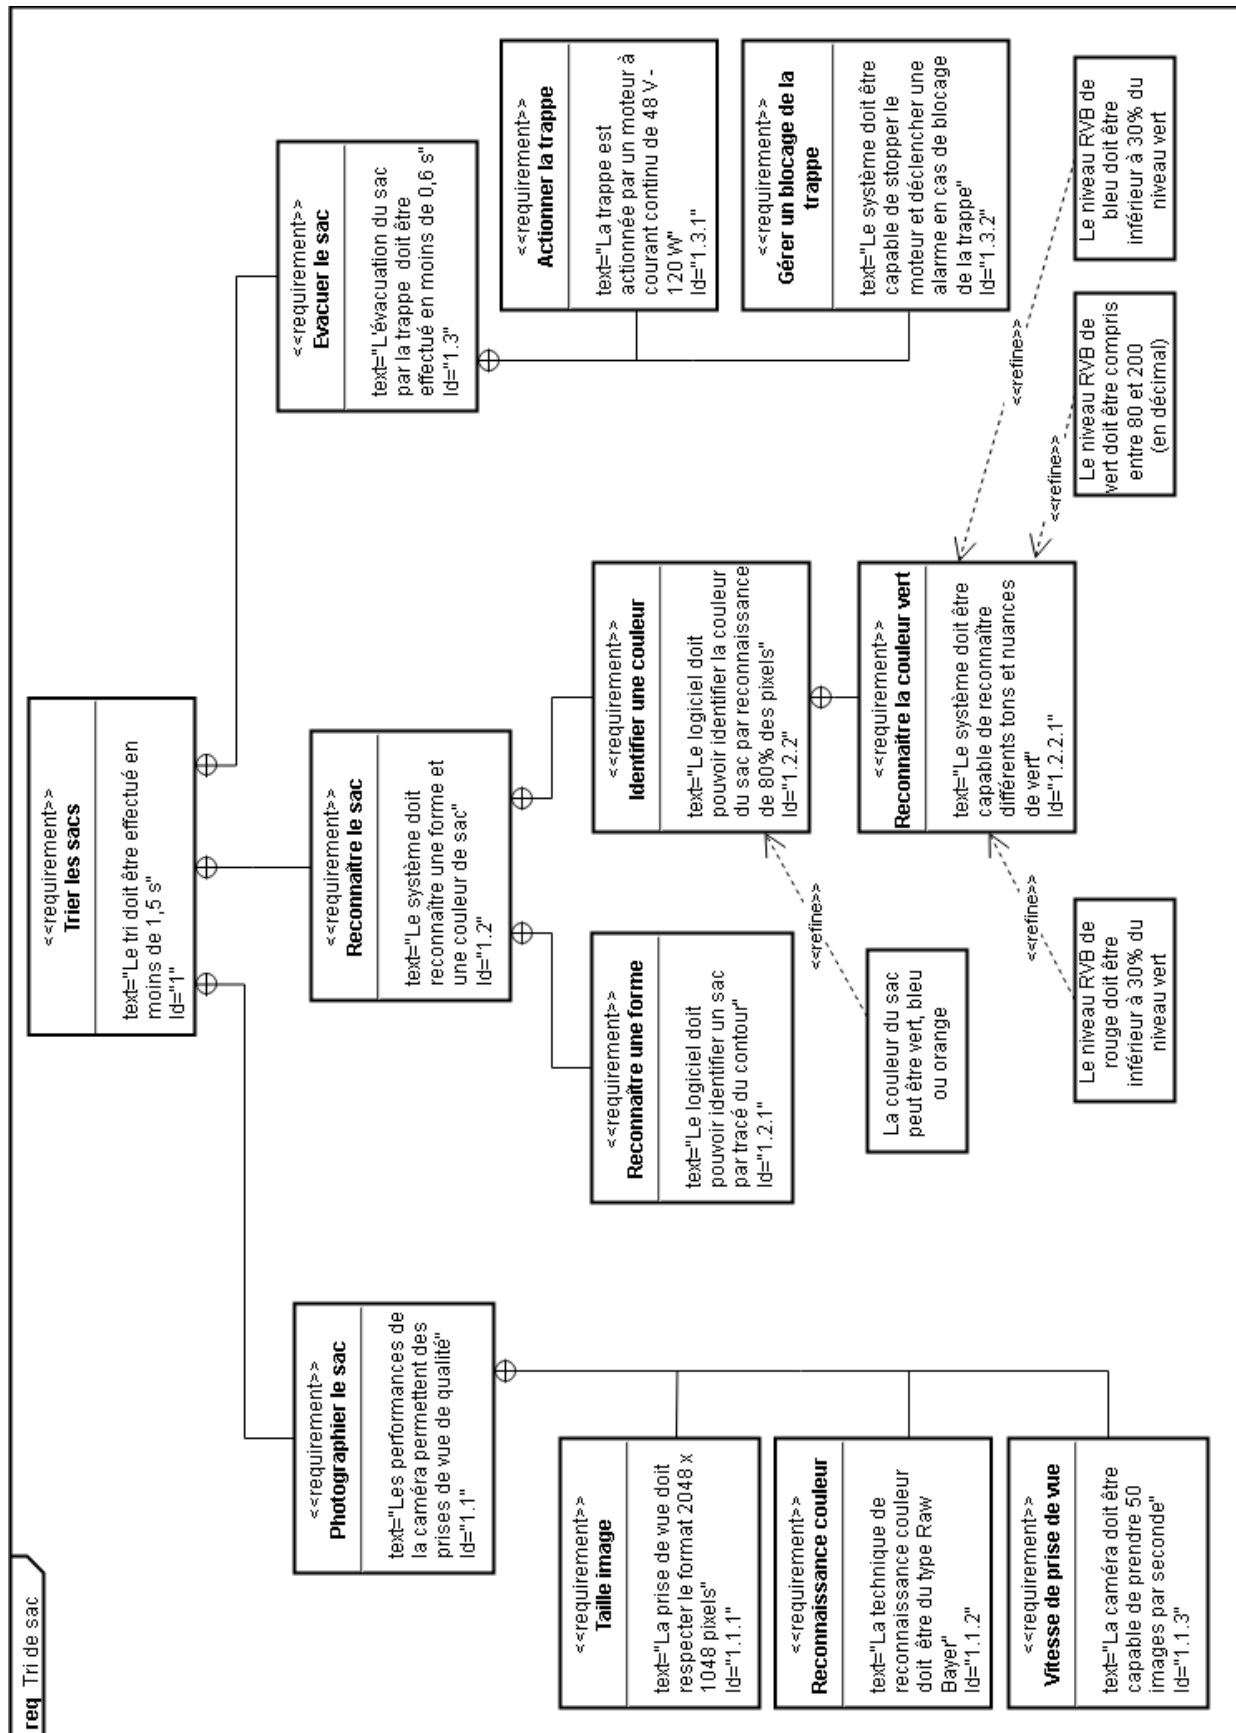 req Tri de sac
<<requirement>>
Trier les sacs
text="Le tri doit être effectué en
moins de 1,5 s"
Id="1"
<<requirement>>
Photographier le sac
text="Les performances de
la caméra permettent des
prises de vue de qualité"
Id="1.1"
<<requirement>>
Reconnaître le sac
text="Le système doit
reconnaître une forme et
une couleur de sac"
Id="1.2"
<<requirement>>
Evacuer le sac
text="L'évacuation du sac
par la trappe doit être
effectué en moins de 0,6 s"
Id="1.3"
<<requirement>>
Taille image
text="La prise de vue doit
respecter le format 2048 x
1048 pixels"
Id="1.1.1"
<<requirement>>
Reconnaissance couleur
text="La technique de
reconnaissance couleur
doit être du type Raw
Bayer"
Id="1.1.2"
<<requirement>>
Vitesse de prise de vue
text="La caméra doit être
capable de prendre 50
images par seconde"
Id="1.1.3"
<<requirement>>
Reconnaître une forme
text="Le logiciel doit
pouvoir identifier un sac
par tracé du contour"
Id="1.2.1"
<<requirement>>
Identifier une couleur
text="Le logiciel doit
pouvoir identifier la couleur
du sac par reconnaissance
de 80% des pixels"
Id="1.2.2"
<<refine>>
La couleur du sac
peut être vert, bleu
ou orange
<<requirement>>
Reconnaitre la couleur vert
text="Le système doit être
capable de reconnaître
différents tons et nuances
de vert"
Id="1.2.2.1"
<<refine>>
Le niveau RVB de
rouge doit être
inférieur à 30% du
niveau vert
<<refine>>
Le niveau RVB de
vert doit être compris
entre 80 et 200
(en décimal)
<<refine>>
Le niveau RVB de
bleu doit être
inférieur à 30% du
niveau vert
<<requirement>>
Actionner la trappe
text="La trappe est
actionnée par un moteur à
courant continu de 48 V -
120 W"
Id="1.3.1"
<<requirement>>
Gérer un blocage de la
trappe
text="Le système doit être
capable de stopper le
moteur et déclencher une
alarme en cas de blocage
de la trappe"
Id="1.3.2"